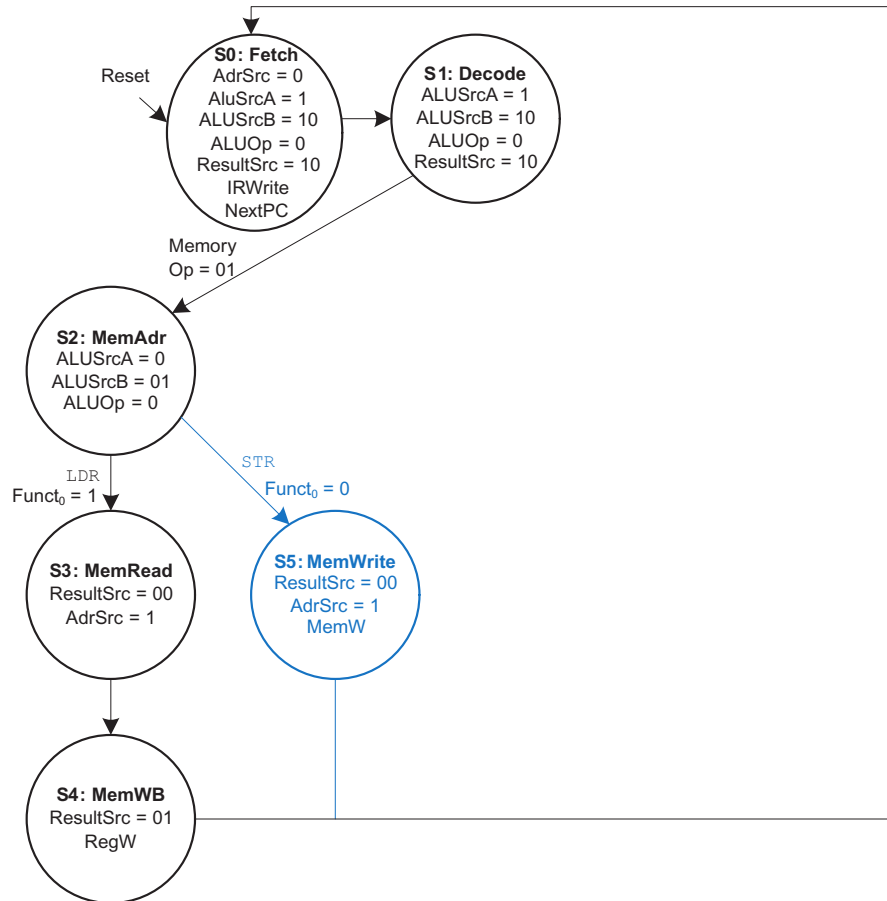 Reset
S0: Fetch
AdrSrc = 0
AluSrcA = 1
ALUSrcB = 10
ALUOp = 0
ResultSrc = 10
IRWrite
NextPC
S1: Decode
ALUSrcA = 1
ALUSrcB = 10
ALUOp = 0
ResultSrc = 10
Memory
Op = 01
S2: MemAdr
ALUSrcA = 0
ALUSrcB = 01
ALUOp = 0
LDR
Funct₀ = 1
STR
Funct₀ = 0
S3: MemRead
ResultSrc = 00
AdrSrc = 1
S5: MemWrite
ResultSrc = 00
AdrSrc = 1
MemW
S4: MemWB
ResultSrc = 01
RegW